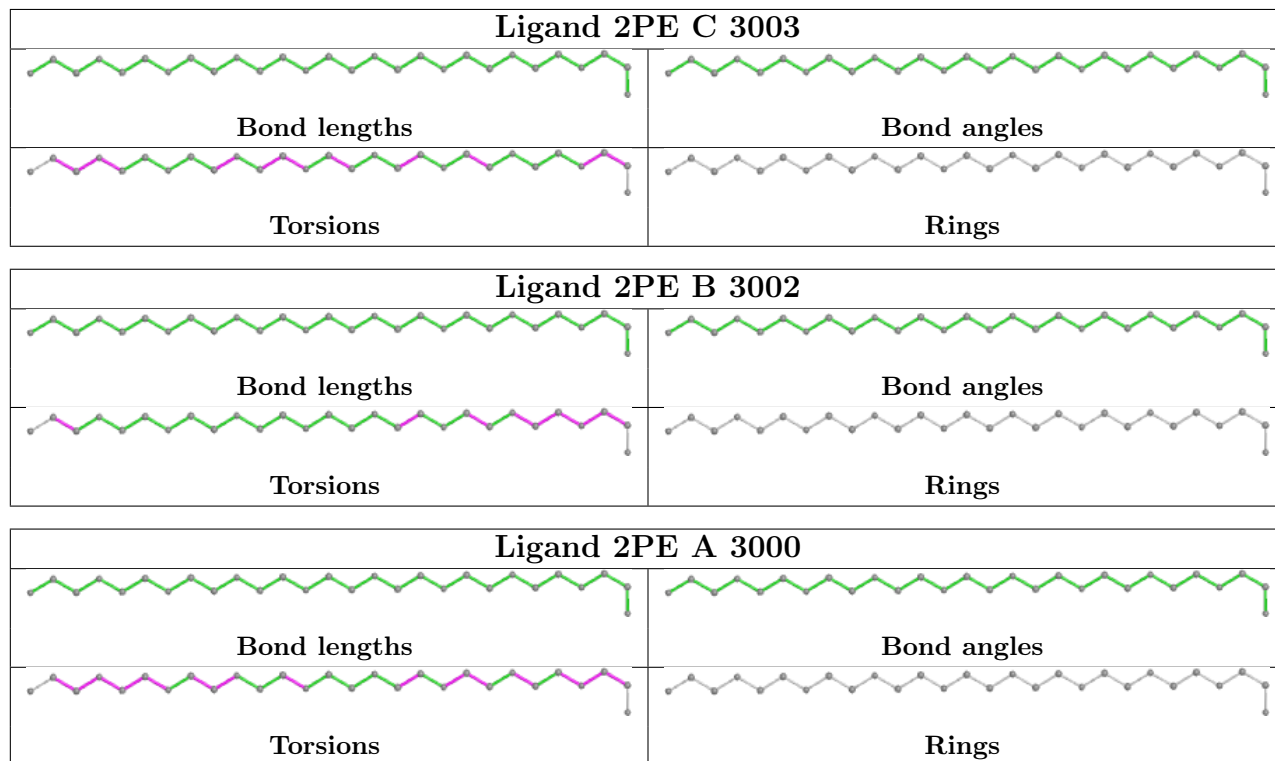 Ligand 2PE C 3003
Bond lengths
Bond angles
Torsions
Rings
Ligand 2PE B 3002
Bond lengths
Bond angles
Torsions
Rings
Ligand 2PE A 3000
Bond lengths
Bond angles
Torsions
Rings